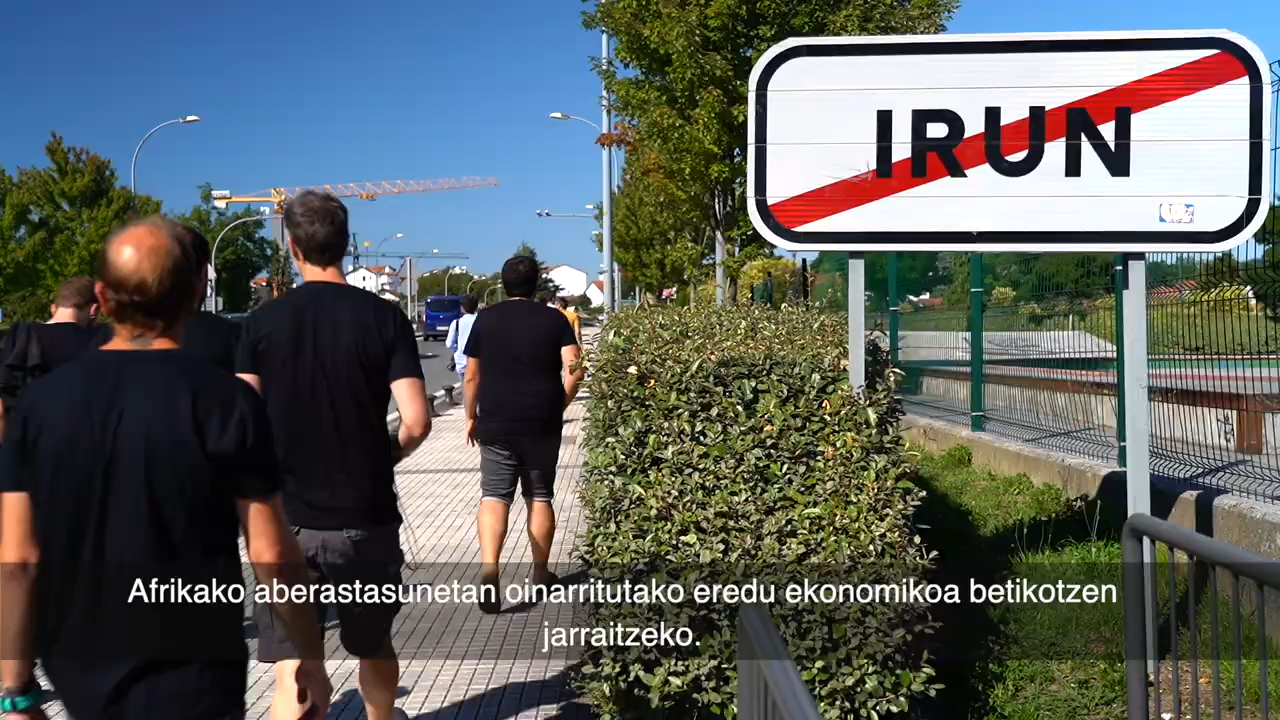 IRUN
Afrikako aberastasunetan oinarritutako eredu ekonomikoa betikotzen
jarraitzeko.